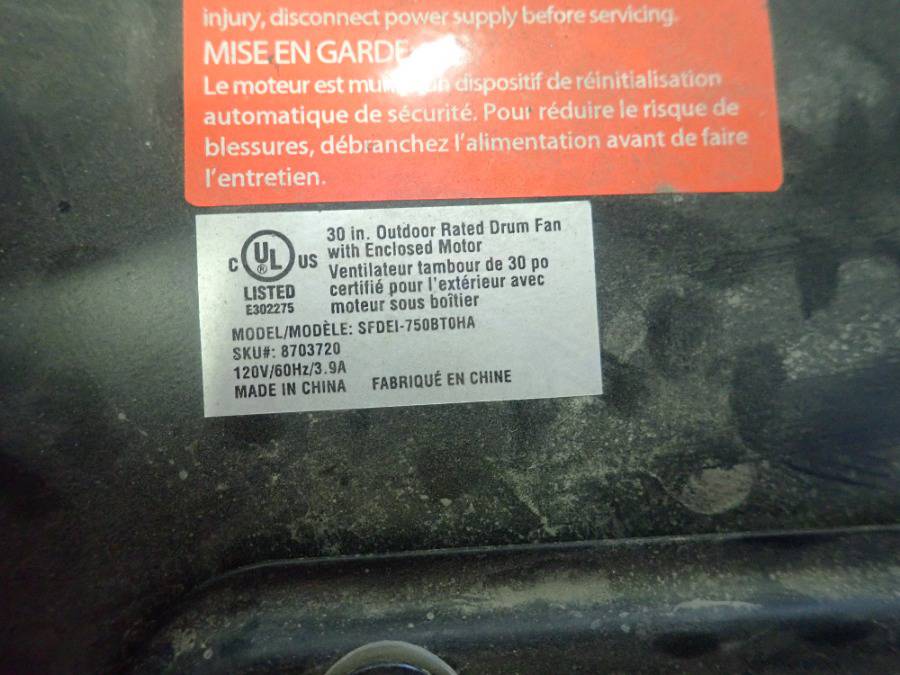 injury, disconnect power supply before servicing.
MISE EN GARDE
Le moteur est dispositif de réinitialisation
automatique de sécurité. Pour réduire le risque de
blessures, débranchez l'alimentation avant de faire
l'entretien.
C UL ® US
LISTED
E302275
30 in. Outdoor Rated Drum Fan
with Enclosed Motor
Ventilateur tambour de 30 po
certifié pour l'extérieur avec
moteur sous boîtier
MODEL/MODÈLE: SFDEI-750BT0HA
SKU#: 8703720
120V/60Hz/3.9A
MADE IN CHINA FABRIQUÉ EN CHINE